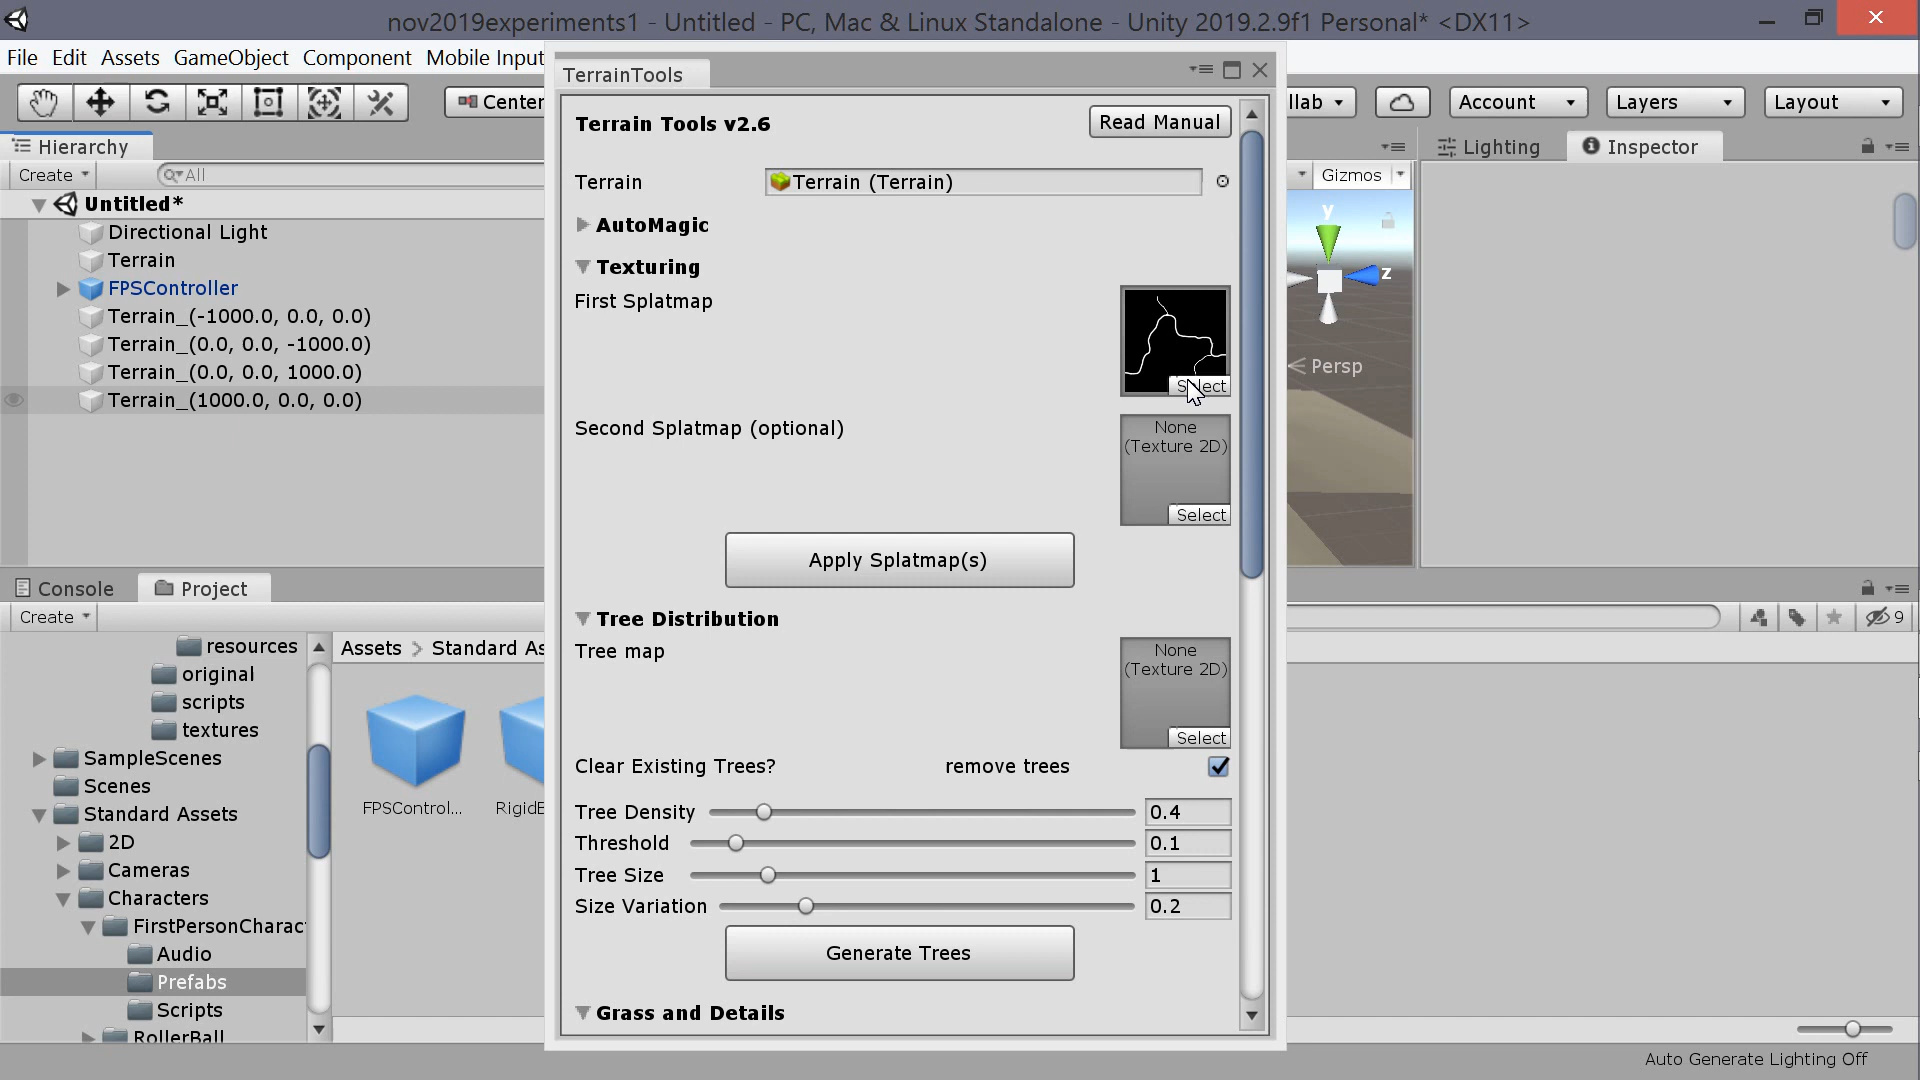 nov2019experiments1 - Untitled - PC, Mac & Linux Standalone - Unity 2019.2.9f1 Personal* <DX11>
File Edit Assets GameObject Component Mobile Input
Center
llab
Account
Layers
Layout
Hierarchy
Create
All
Untitled*
Directional Light
Terrain
FPSController
Terrain_(-1000.0, 0.0, 0.0)
Terrain_(0.0, 0.0, -1000.0)
Terrain_(0.0, 0.0, 1000.0)
Terrain_(1000.0, 0.0, 0.0)
TerrainTools
Terrain Tools v2.6
Read Manual
Terrain
Terrain (Terrain)
AutoMagic
Texturing
First Splatmap
Select
Second Splatmap (optional)
None
(Texture 2D)
Select
Apply Splatmap(s)
Tree Distribution
Tree map
None
(Texture 2D)
Select
Clear Existing Trees? remove trees
Tree Density 0.4
Threshold 0.1
Tree Size 1
Size Variation 0.2
Generate Trees
Grass and Details
Gizmos
y
z
Persp
Lighting
Inspector
Console
Project
Create
9
resources
original
scripts
textures
SampleScenes
Scenes
Standard Assets
2D
Cameras
Characters
FirstPersonCharac
Audio
Prefabs
Scripts
RollerBall
Assets > Standard As
FPSControl...
RigidB
Auto Generate Lighting Off